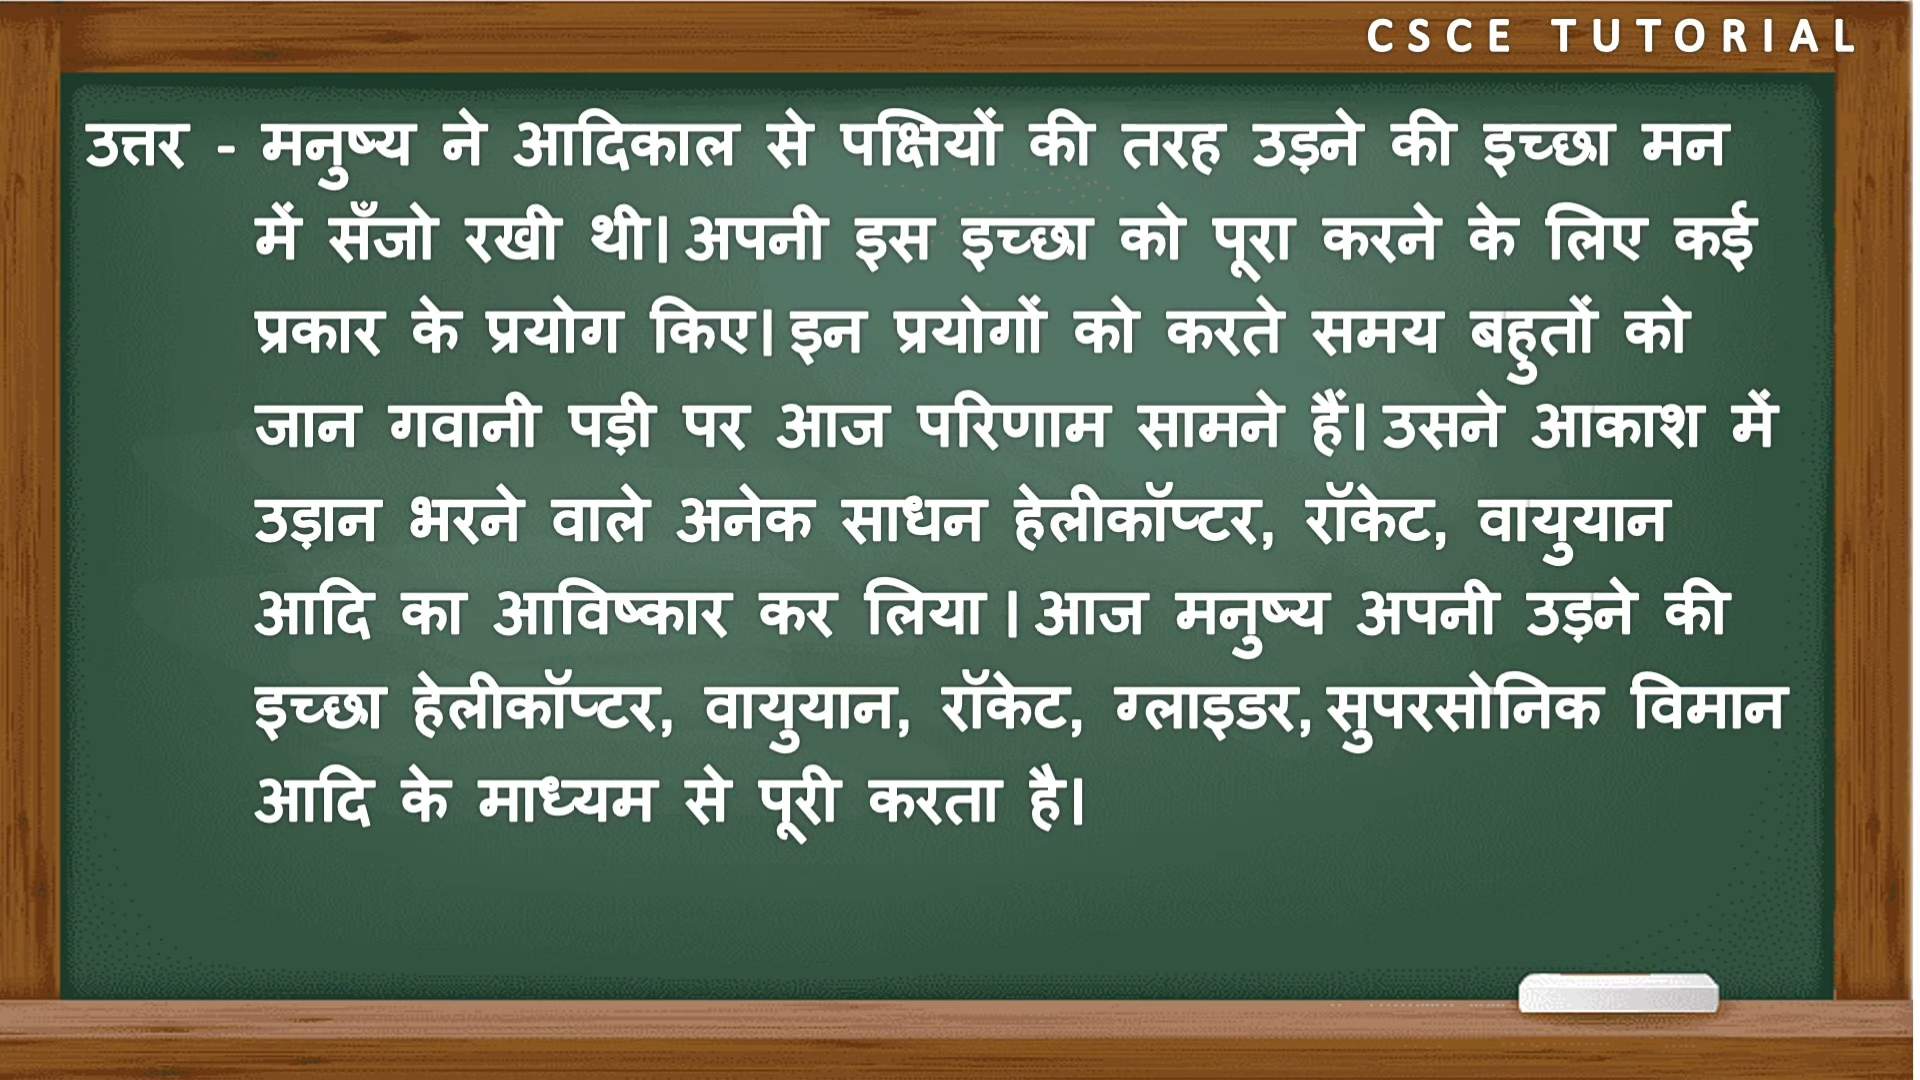 CSCE TUTORIAL
उत्तर - मनुष्य ने आदिकाल से पक्षियों की तरह उड़ने की इच्छा मन
में सँजो रखी थी। अपनी इस इच्छा को पूरा करने के लिए कई
प्रकार के प्रयोग किए। इन प्रयोगों को करते समय बहुतों को
जान गवानी पड़ी पर आज परिणाम सामने हैं। उसने आकाश में
उड़ान भरने वाले अनेक साधन हेलीकॉप्टर, रॉकेट, वायुयान
आदि का आविष्कार कर लिया । आज मनुष्य अपनी उड़ने की
इच्छा हेलीकॉप्टर, वायुयान, रॉकेट, ग्लाइडर, सुपरसोनिक विमान
आदि के माध्यम से पूरी करता है।